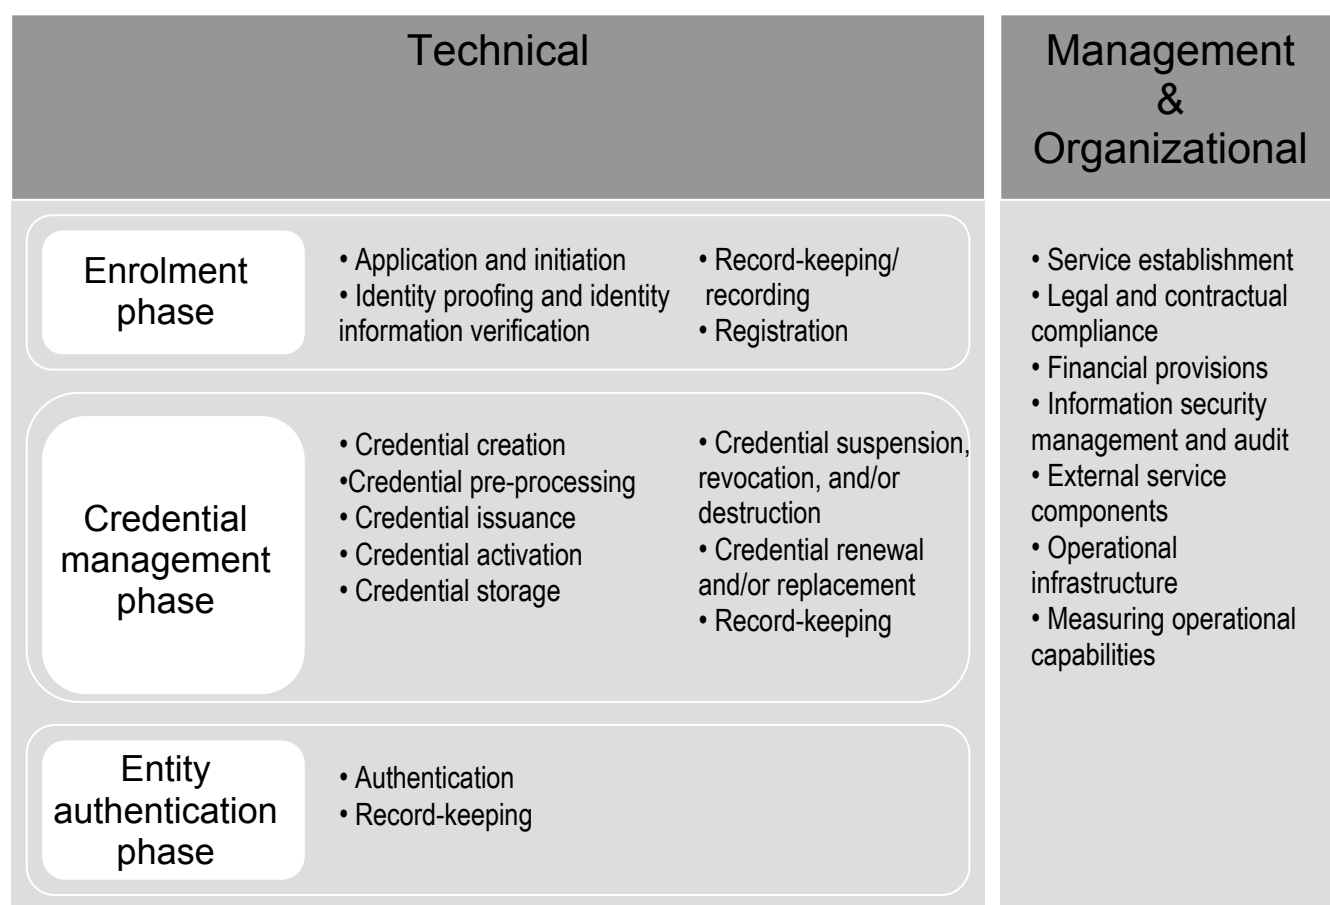 Technical
Management
&
Organizational
Enrolment
phase
• Application and initiation
• Identity proofing and identity
information verification
• Record-keeping/
recording
• Registration
Credential
management
phase
• Credential creation
•Credential pre-processing
• Credential issuance
• Credential activation
• Credential storage
• Credential suspension,
revocation, and/or
destruction
• Credential renewal
and/or replacement
• Record-keeping
Entity
authentication
phase
• Authentication
• Record-keeping
• Service establishment
• Legal and contractual
compliance
• Financial provisions
• Information security
management and audit
• External service
components
• Operational
infrastructure
• Measuring operational
capabilities